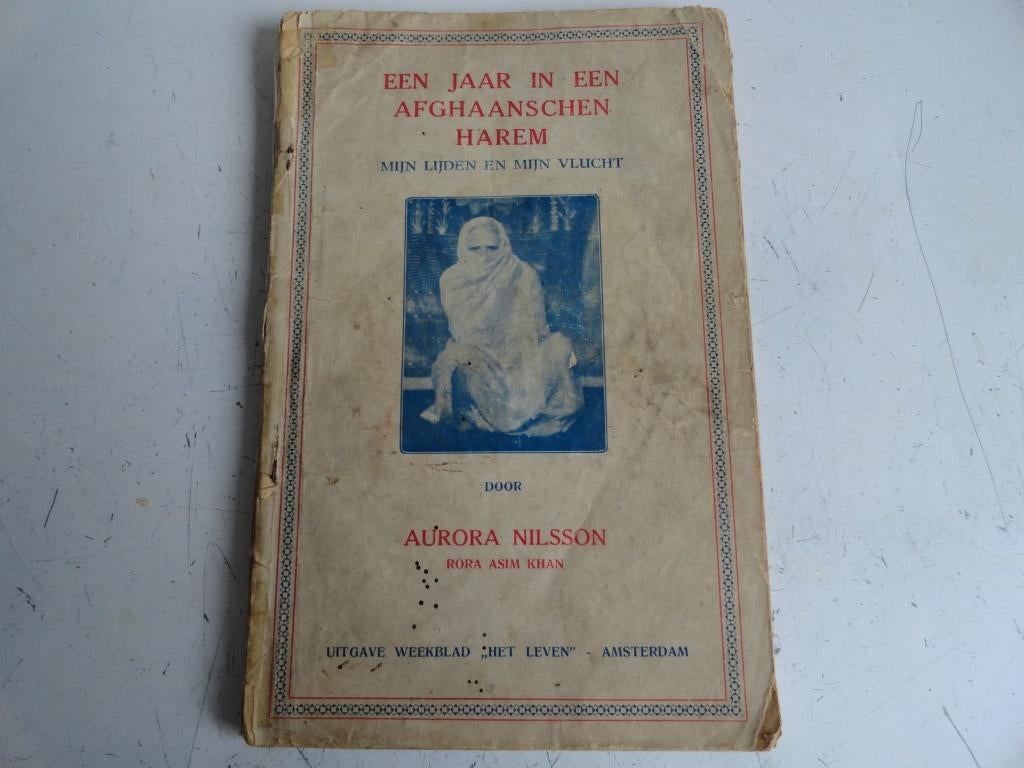 EEN JAAR IN EEN
AFGHAANSCHEN
HAREM
MIJN LIJDEN EN MIJN VLUCHT
DOOR
AURORA NILSSON
RORA ASIM KHAN
UITGAVE WEEKBLAD „HET LEVEN” - AMSTERDAM